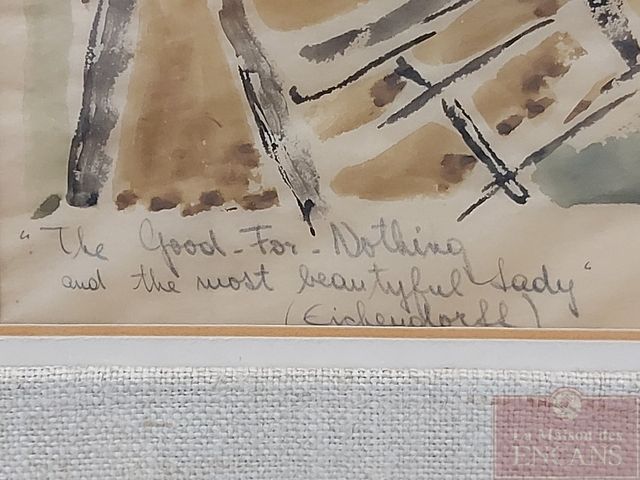 "The Good-For-Nothing
and the most beautyful Lady"
(Eichendorff)
La Maison des
ENCANS